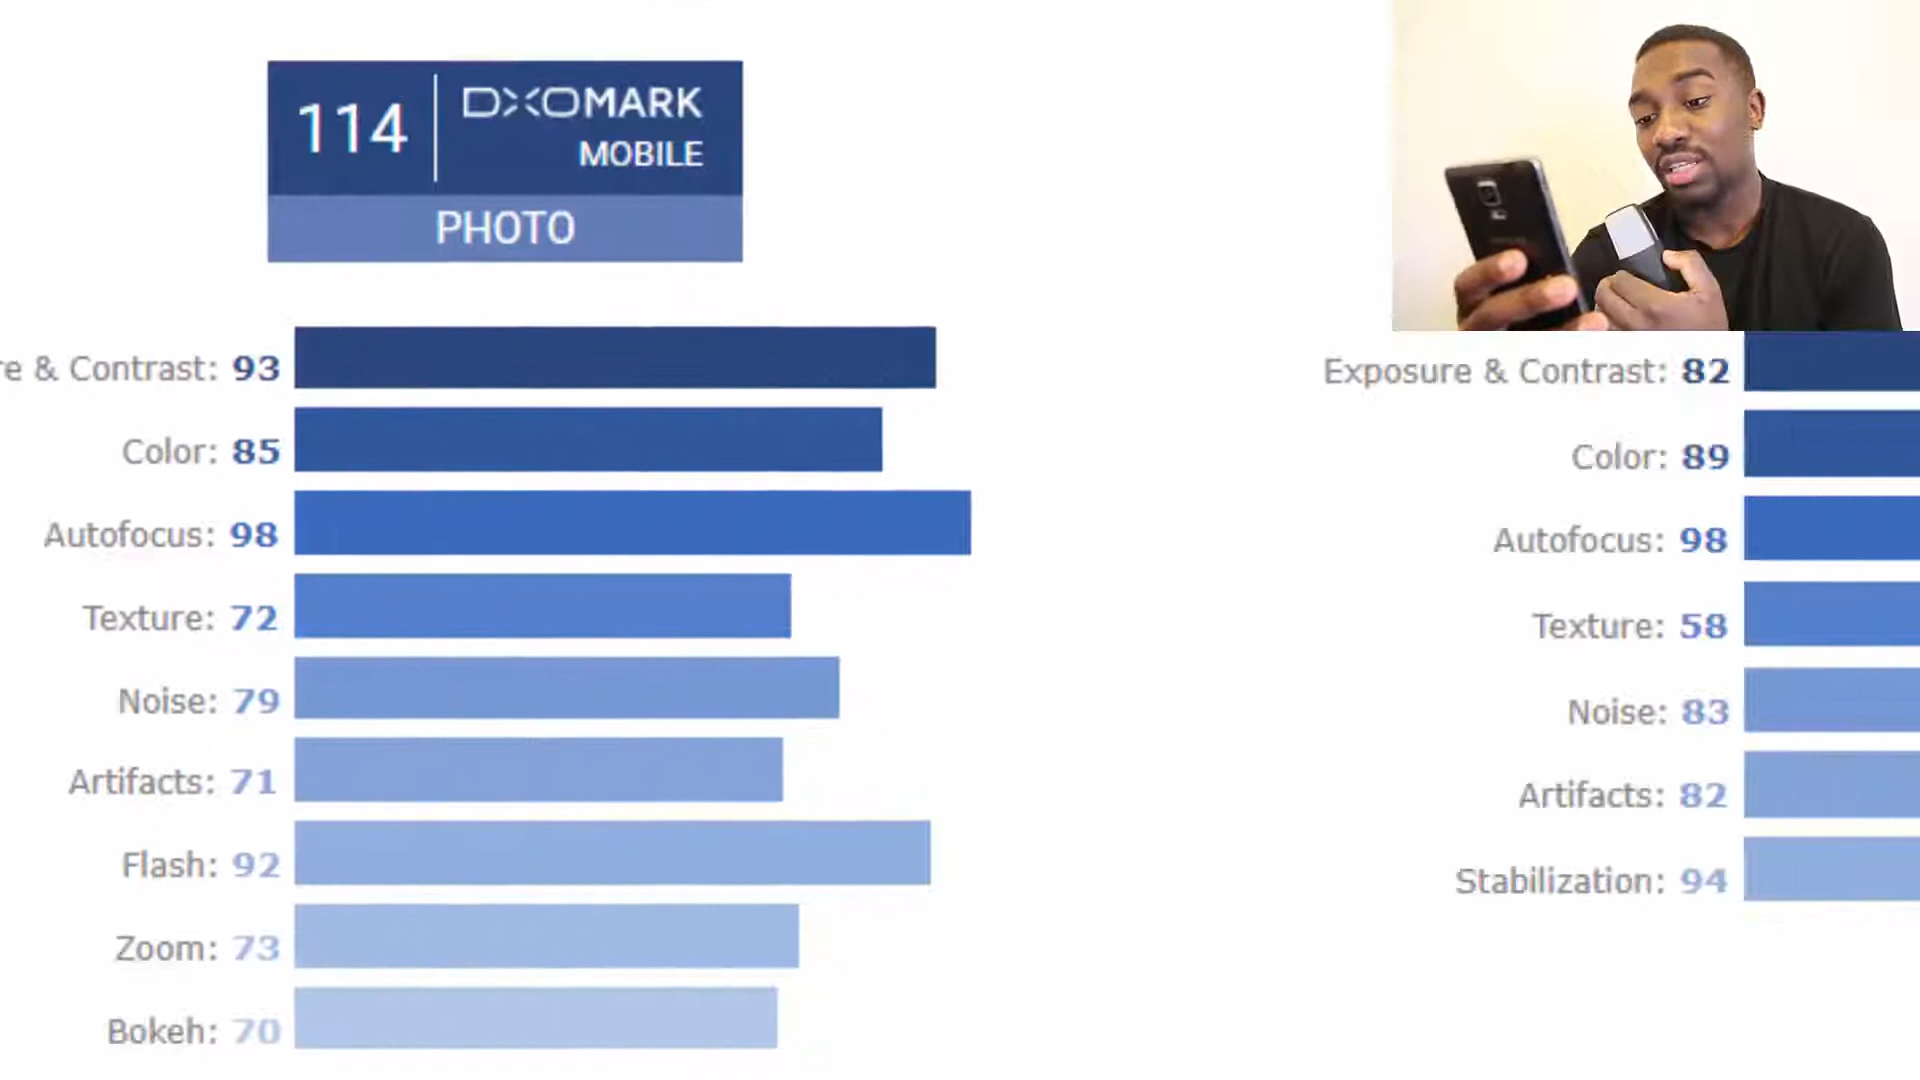 114
DXOMARK
MOBILE
PHOTO
re & Contrast: 93
Color: 85
Autofocus: 98
Texture: 72
Noise: 79
Artifacts: 71
Flash: 92
Zoom: 73
Bokeh: 70
Exposure & Contrast: 82
Color: 89
Autofocus: 98
Texture: 58
Noise: 83
Artifacts: 82
Stabilization: 94